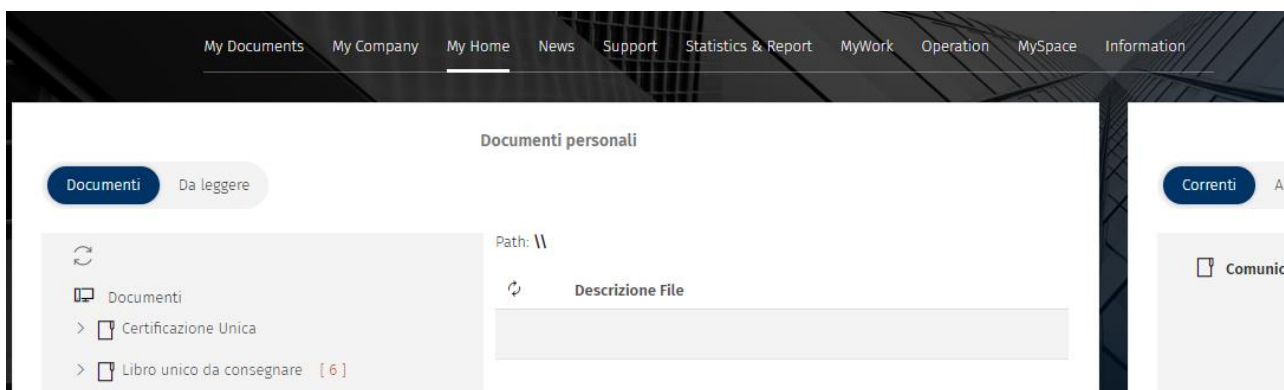 My Documents My Company My Home News Support Statistics & Report MyWork Operation MySpace Information
Documenti personali
Documenti Da leggere
Path: \\
Descrizione File
Documenti
Certificazione Unica
Libro unico da consegnare [ 6 ]
Correnti